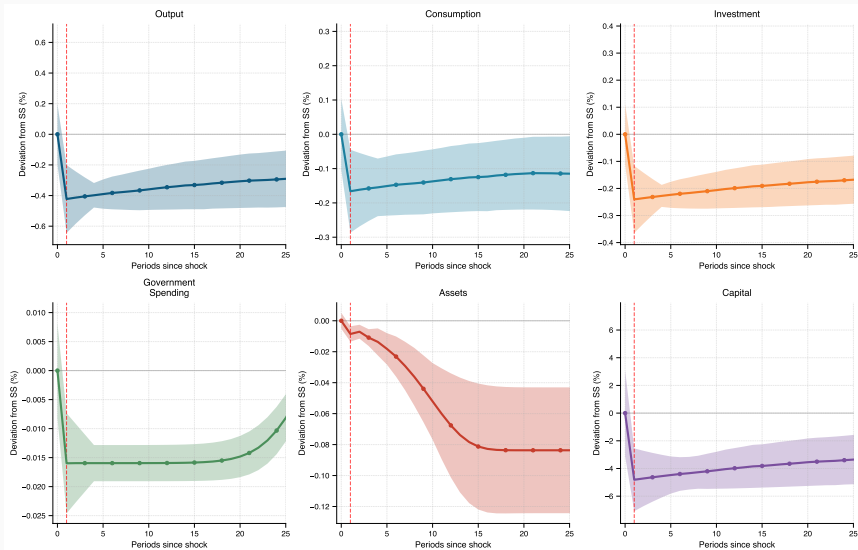 Output
Deviation from SS (%)
0.6
0.4
0.2
0.0
−0.2
−0.4
−0.6
0 5 10 15 20 25
Periods since shock
Consumption
Deviation from SS (%)
0.3
0.2
0.1
0.0
−0.1
−0.2
−0.3
0 5 10 15 20 25
Periods since shock
Investment
Deviation from SS (%)
0.4
0.3
0.2
0.1
0.0
−0.1
−0.2
−0.3
−0.4
0 5 10 15 20 25
Periods since shock
Government
Spending
Deviation from SS (%)
0.010
0.005
0.000
−0.005
−0.010
−0.015
−0.020
−0.025
0 5 10 15 20 25
Periods since shock
Assets
Deviation from SS (%)
0.00
−0.02
−0.04
−0.06
−0.08
−0.10
−0.12
0 5 10 15 20 25
Periods since shock
Capital
Deviation from SS (%)
6
4
2
0
−2
−4
−6
0 5 10 15 20 25
Periods since shock